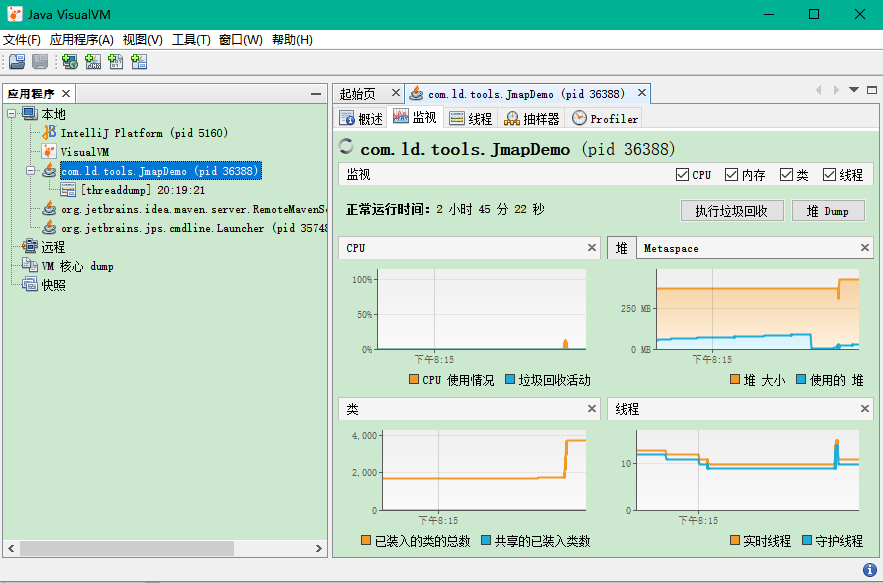 Java VisualVM
文件(F) 应用程序(A) 视图(V) 工具(T) 窗口(W) 帮助(H)
应用程序
本地
IntelliJ Platform (pid 5160)
VisualVM
com.ld.tools.JmapDemo (pid 36388)
[threaddump] 20:19:21
org.jetbrains.idea.maven.server.RemoteMavenS
org.jetbrains.jps.cmdline.Launcher (pid 35748
远程
VM 核心 dump
快照
起始页 com.ld.tools.JmapDemo (pid 36388)
概述 监视 线程 抽样器 Profiler
com.ld.tools.JmapDemo (pid 36388)
监视 CPU 内存 类 线程
正常运行时间: 2 小时 45 分 22 秒 执行垃圾回收 堆 Dump
CPU
100%
50%
0%
下午8:15
CPU 使用情况 垃圾回收活动
堆 Metaspace
250 MB
0 MB
下午8:15
堆 大小 使用的 堆
类
4,000
2,000
0
下午8:15
已装入的类的总数 共享的已装入类数
线程
10
0
下午8:15
实时线程 守护线程